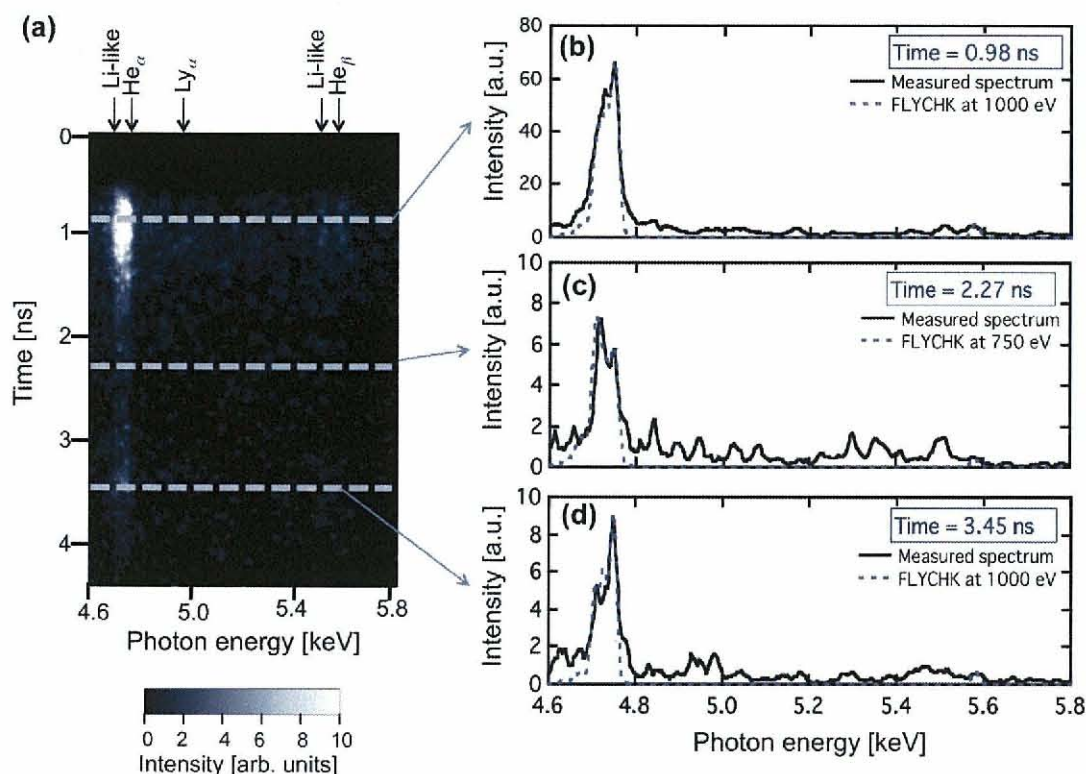 (a)
Li-like
Heα
Lyα
Li-like
Heβ
0
1
2
3
4
Time [ns]
4.6 5.0 5.4 5.8
Photon energy [keV]
0 2 4 6 8 10
Intensity [arb. units]
(b)
Time = 0.98 ns
Measured spectrum
FLYCHK at 1000 eV
80
60
40
20
0
Intensity [a.u.]
(c)
Time = 2.27 ns
Measured spectrum
FLYCHK at 750 eV
10
8
6
4
2
0
Intensity [a.u.]
(d)
Time = 3.45 ns
Measured spectrum
FLYCHK at 1000 eV
10
8
6
4
2
0
Intensity [a.u.]
4.6 4.8 5.0 5.2 5.4 5.6 5.8
Photon energy [keV]